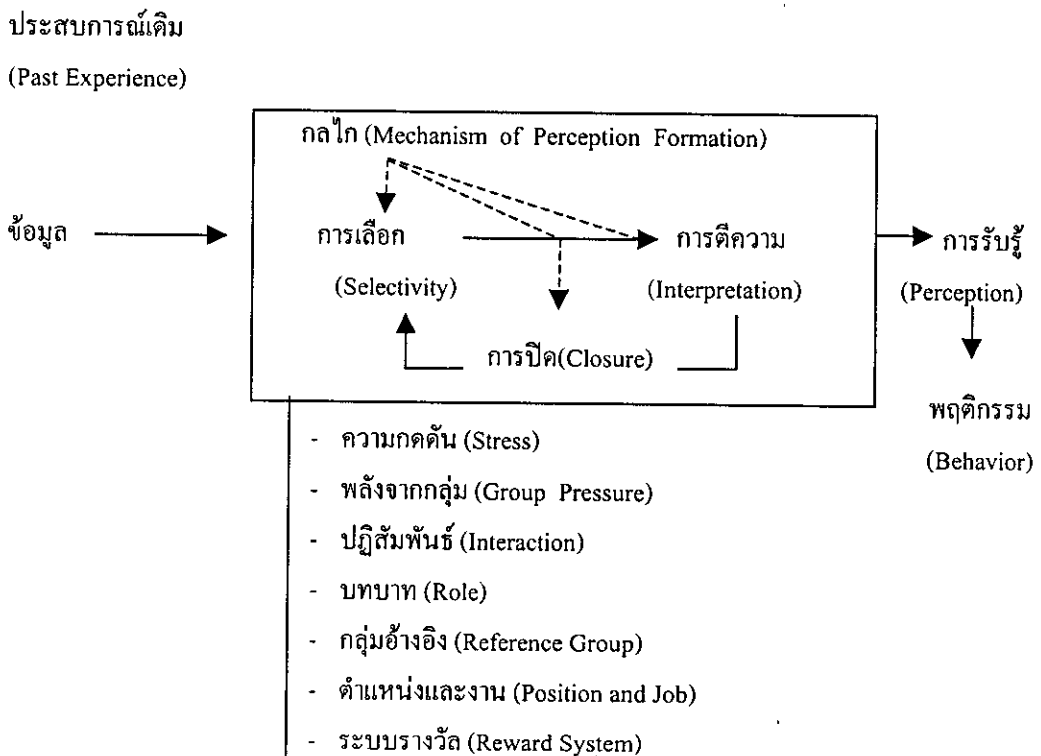 ประสบการณ์เดิม
(Past Experience)
กลไก (Mechanism of Perception Formation)
ข้อมูล
การเลือก
การตีความ
การรับรู้
(Selectivity)
(Interpretation)
(Perception)
การปิด(Closure)
พฤติกรรม
(Behavior)
- ความกดดัน (Stress)
- พลังจากกลุ่ม (Group Pressure)
- ปฏิสัมพันธ์ (Interaction)
- บทบาท (Role)
- กลุ่มอ้างอิง (Reference Group)
- ตำแหน่งและงาน (Position and Job)
- ระบบรางวัล (Reward System)